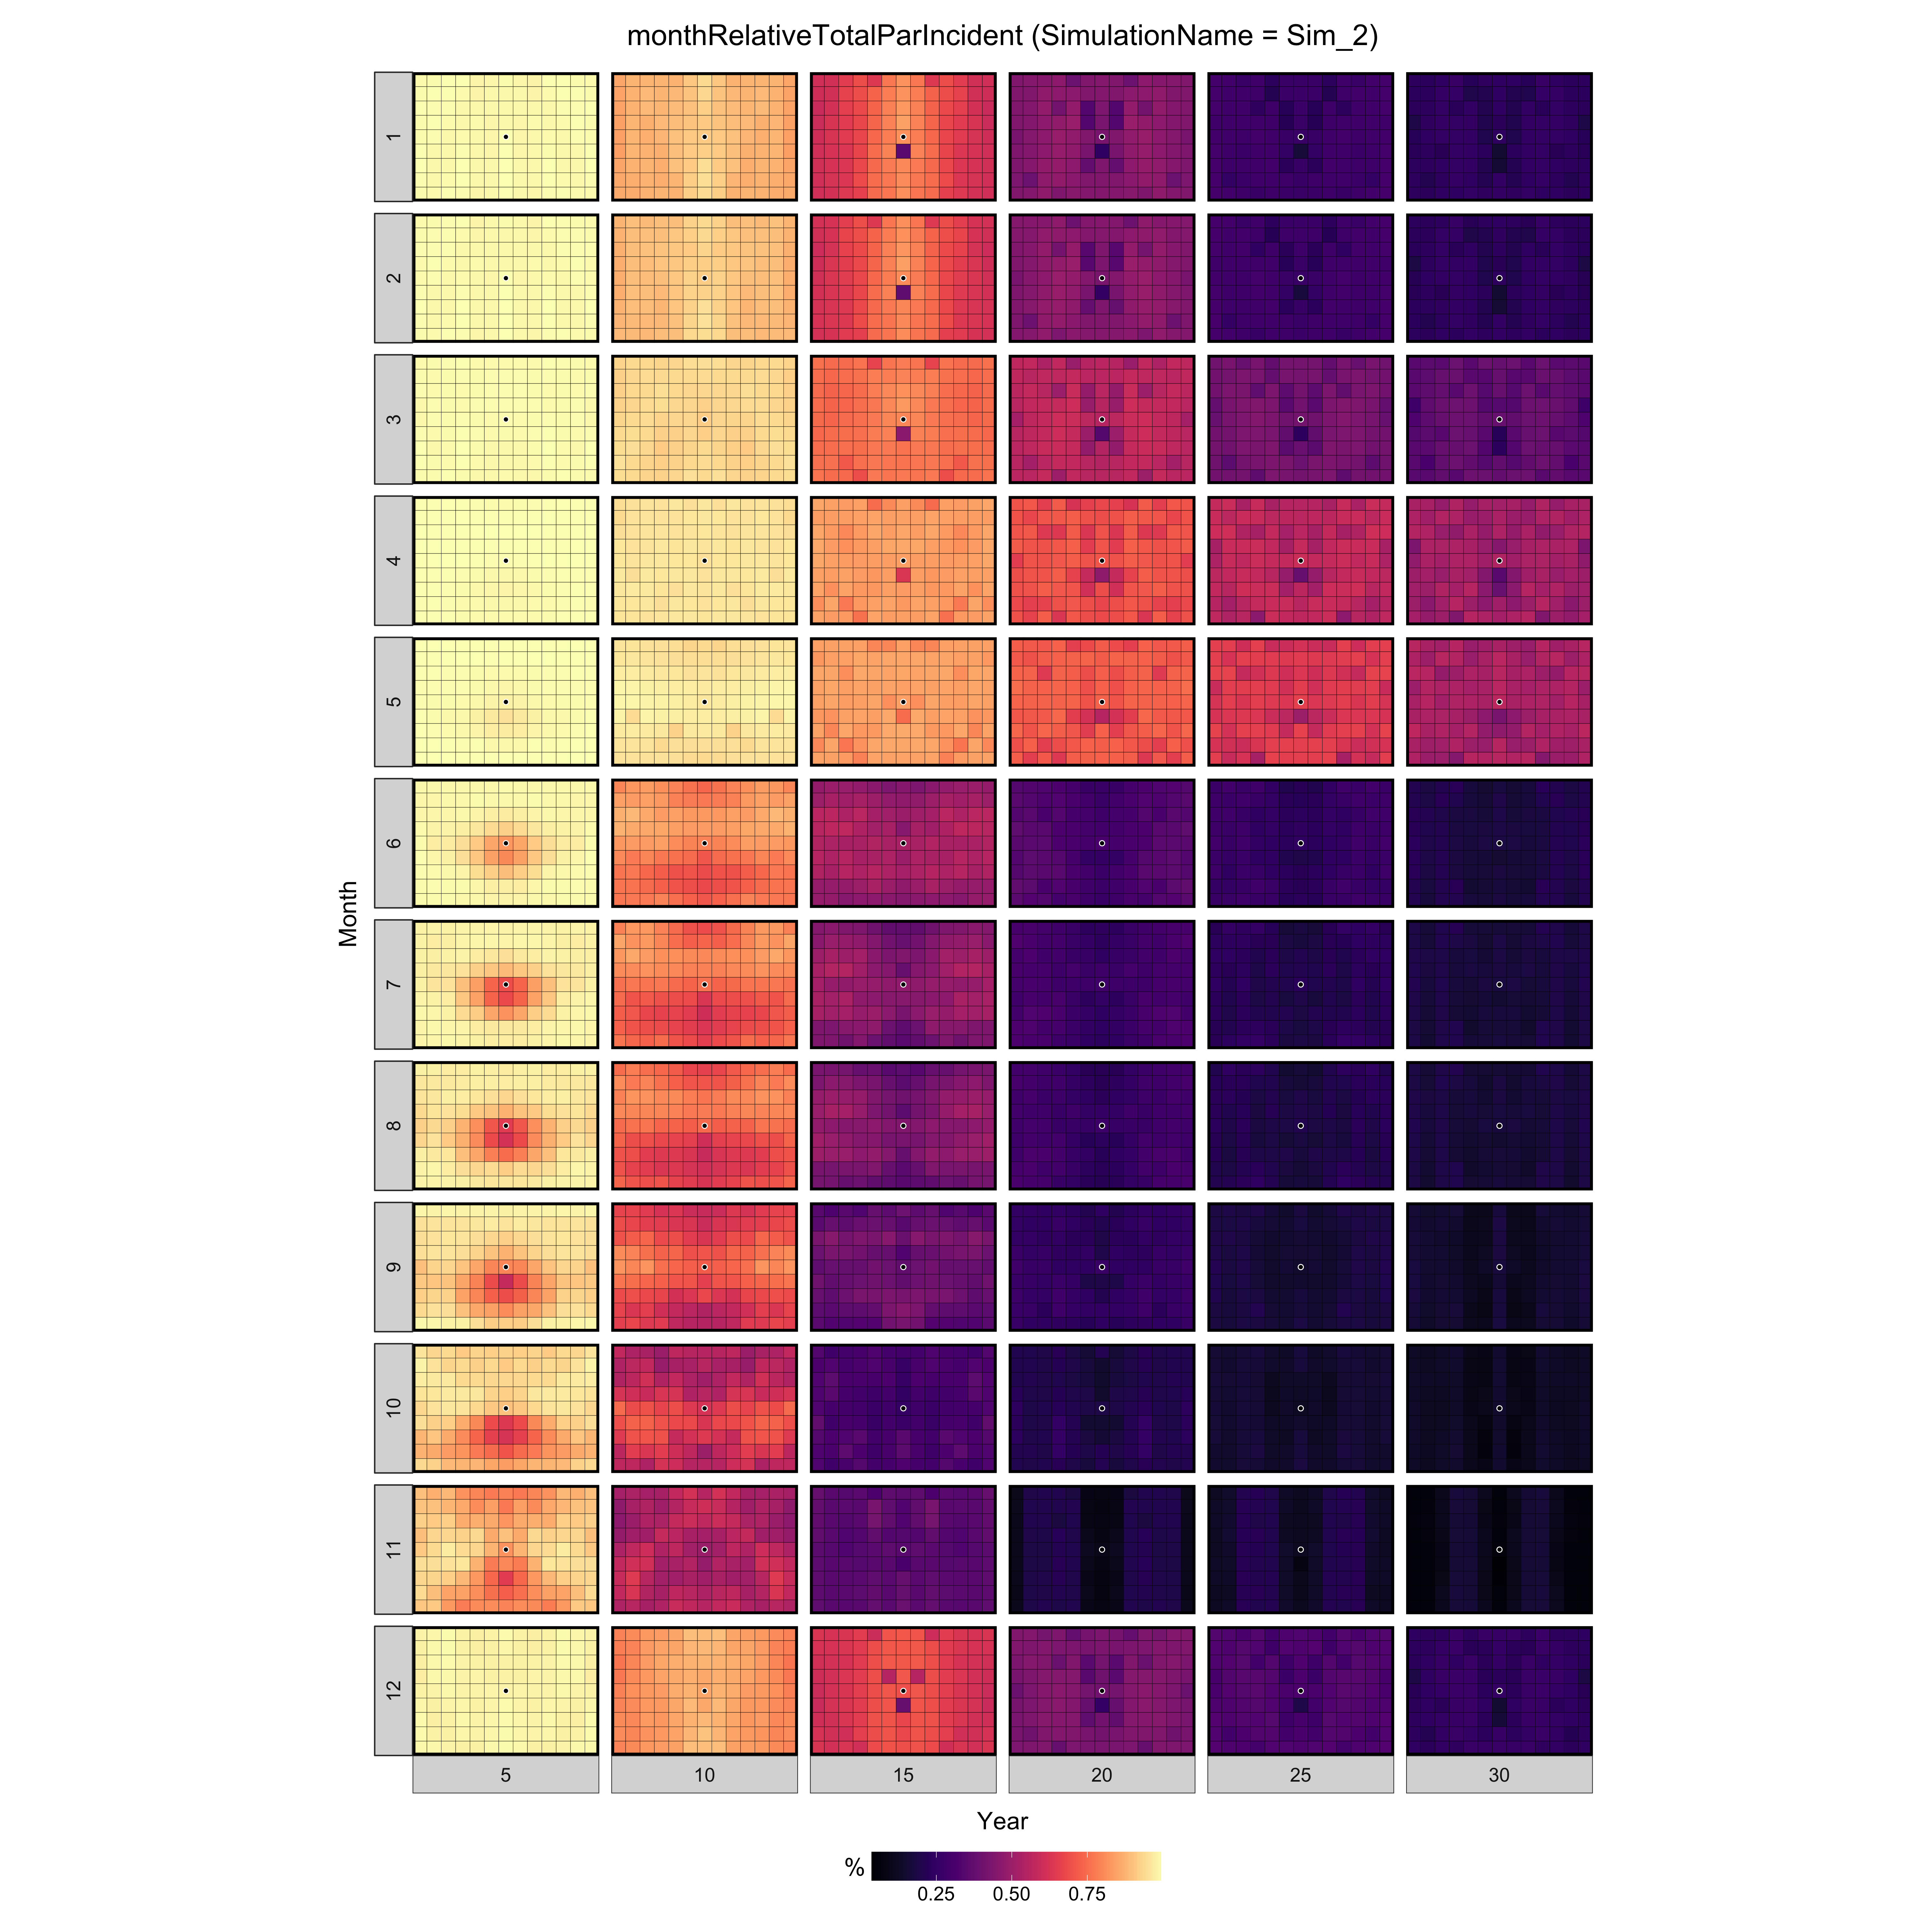 monthRelativeTotalParIncident (SimulationName = Sim_2)
1
2
3
4
5
6
7
8
9
10
11
12
Month
5 10 15 20 25 30
Year
%
0.25 0.50 0.75